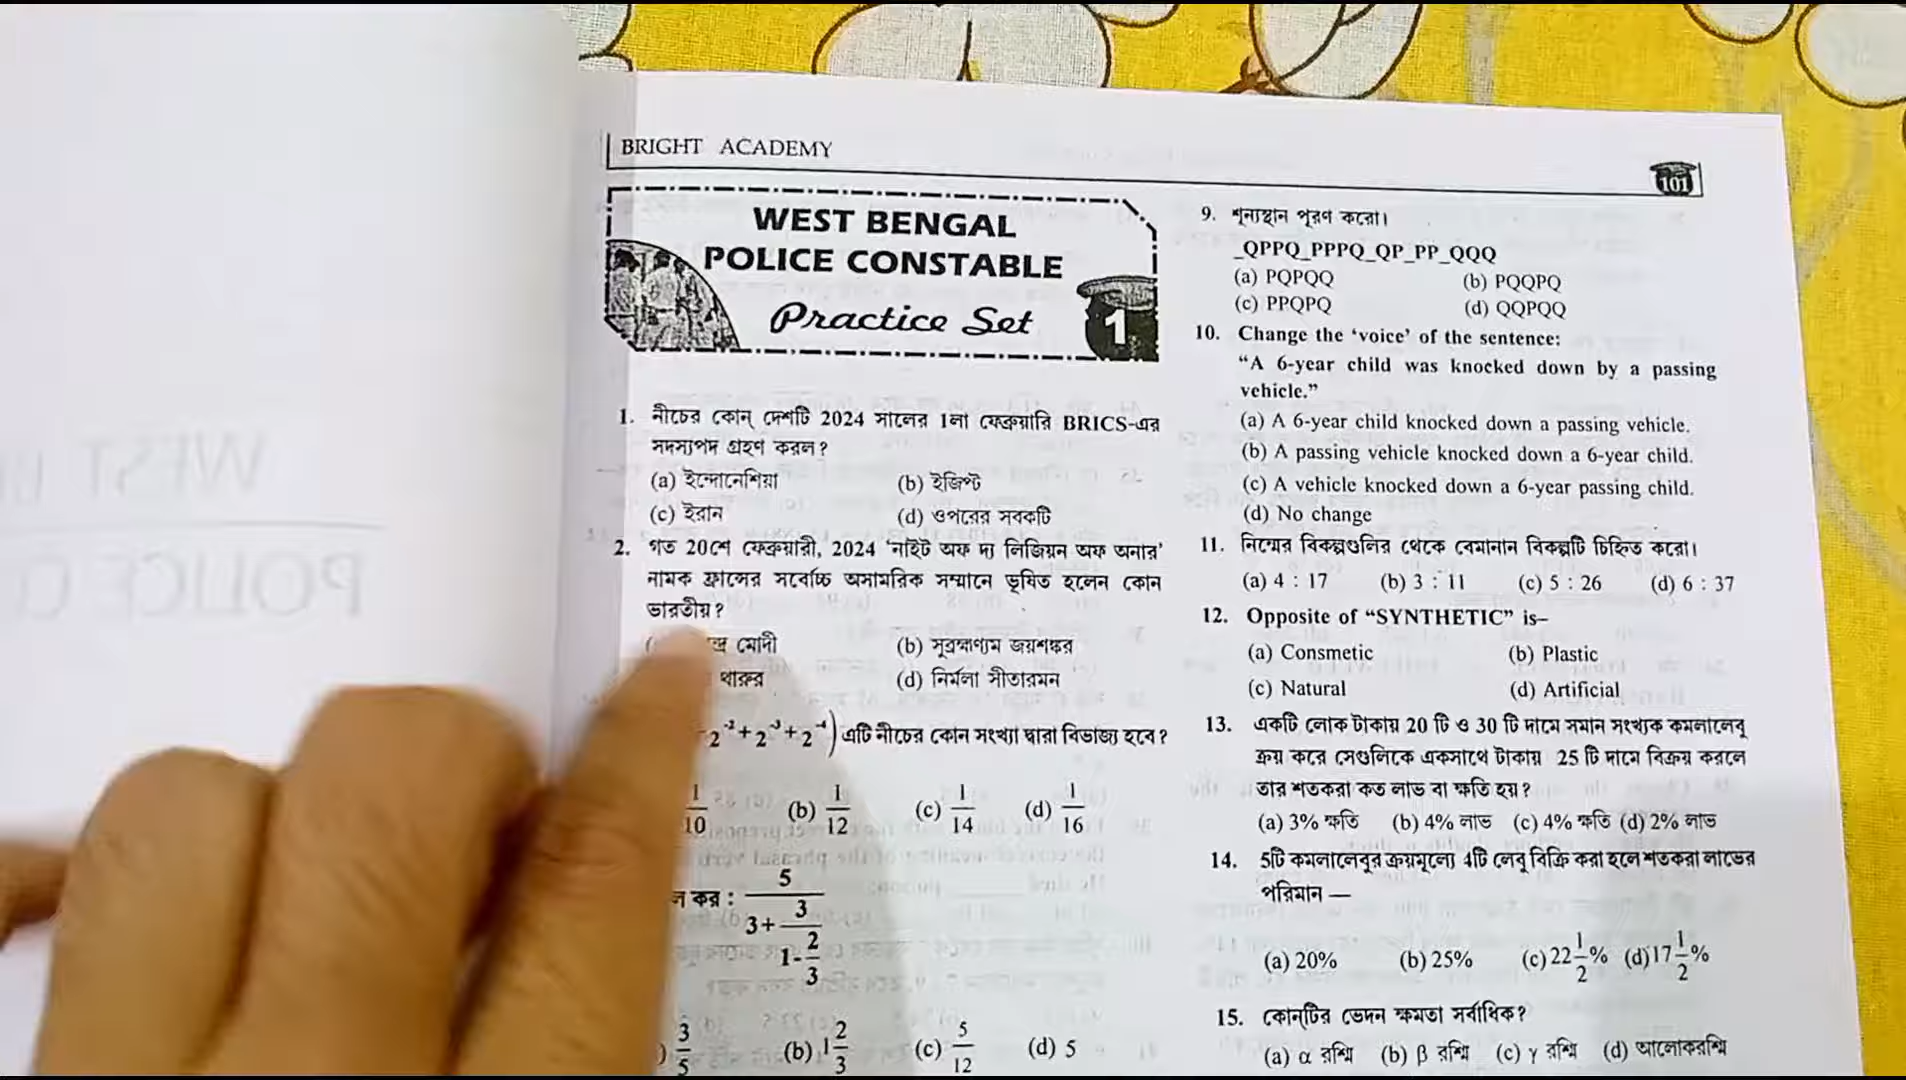 BRIGHT ACADEMY
101
WEST BENGAL
POLICE CONSTABLE
Practice Set
1
1. নীচের কোন্ দেশটি 2024 সালের 1লা ফেব্রুয়ারি BRICS-এর
সদস্যপদ গ্রহণ করল?
(a) ইন্দোনেশিয়া (b) ইজিপ্ট
(c) ইরান (d) ওপরের সবকটি
2. গত 20শে ফেব্রুয়ারী, 2024 ‘নাইট অফ দ্য লিজিয়ন অফ অনার’
নামক ফ্রান্সের সর্বোচ্চ অসামরিক সম্মানে ভূষিত হলেন কোন
ভারতীয়?
মোদী (b) সুব্রহ্মণ্যম জয়শঙ্কর
থারুর (d) নির্মলা সীতারমন
2⁻² + 2⁻³ + 2⁻⁴) এটি নীচের কোন সংখ্যা দ্বারা বিভাজ্য হবে?
1/10 (b) 1/12 (c) 1/14 (d) 1/16
কর : 5/(3+3/(1-2/3))
) 3/5 (b) 1 2/3 (c) 5/12 (d) 5
9. শূন্যস্থান পূরণ করো।
_QPPQ_PPPQ_QP_PP_QQQ
(a) PQPQQ (b) PQQPQ
(c) PPQPQ (d) QQPQQ
10. Change the ‘voice’ of the sentence:
“A 6-year child was knocked down by a passing
vehicle.”
(a) A 6-year child knocked down a passing vehicle.
(b) A passing vehicle knocked down a 6-year child.
(c) A vehicle knocked down a 6-year passing child.
(d) No change
11. নিম্নের বিকল্পগুলির থেকে বেমানান বিকল্পটি চিহ্নিত করো।
(a) 4 : 17 (b) 3 : 11 (c) 5 : 26 (d) 6 : 37
12. Opposite of “SYNTHETIC” is–
(a) Consmetic (b) Plastic
(c) Natural (d) Artificial
13. একটি লোক টাকায় 20 টি ও 30 টি দামে সমান সংখ্যক কমলালেবু
ক্রয় করে সেগুলিকে একসাথে টাকায় 25 টি দামে বিক্রয় করলে
তার শতকরা কত লাভ বা ক্ষতি হয়?
(a) 3% ক্ষতি (b) 4% লাভ (c) 4% ক্ষতি (d) 2% লাভ
14. 5টি কমলালেবুর ক্রয়মূল্যে 4টি লেবু বিক্রি করা হলে শতকরা লাভের
পরিমান —
(a) 20% (b) 25% (c) 22 1/2% (d) 17 1/2%
15. কোন্‌টির ভেদন ক্ষমতা সর্বাধিক?
(a) α রশ্মি (b) β রশ্মি (c) γ রশ্মি (d) আলোকরশ্মি